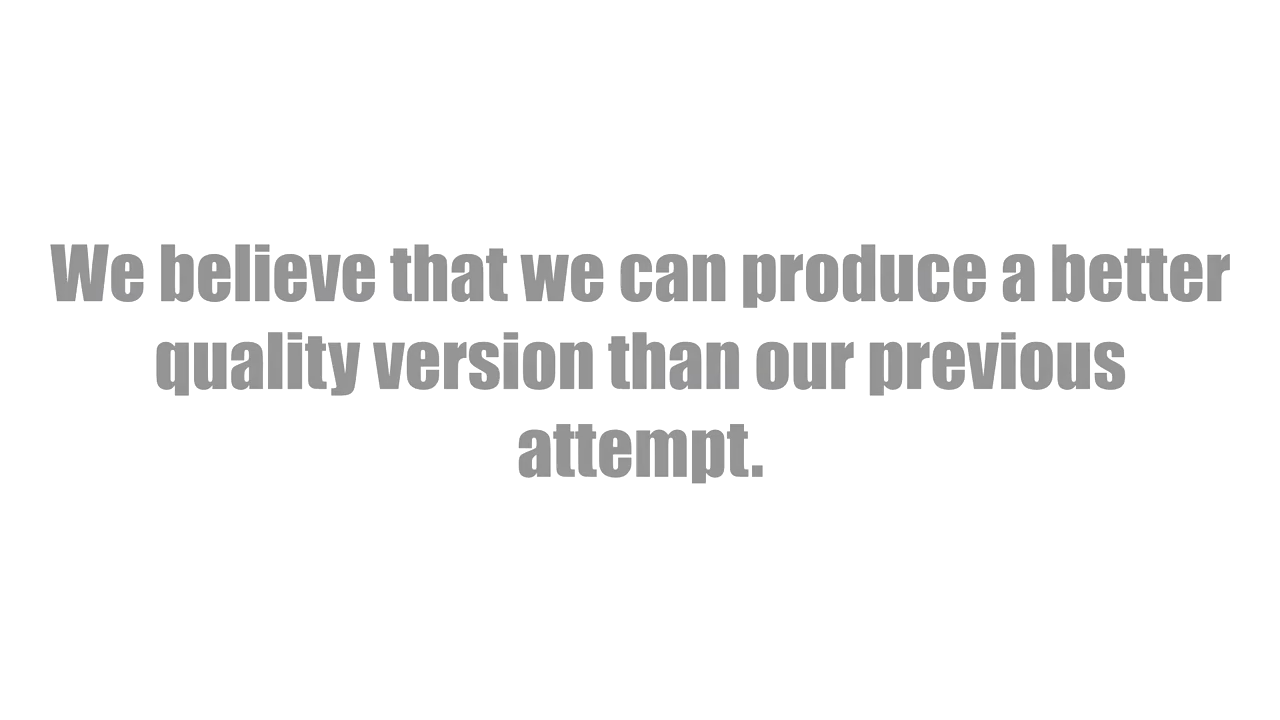 We believe that we can produce a better
quality version than our previous
attempt.